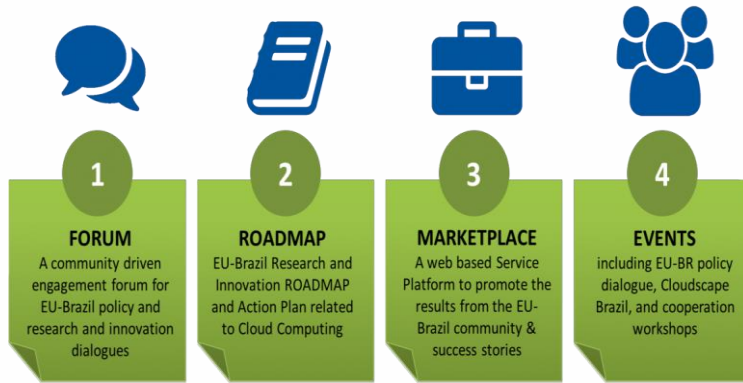 1
FORUM
A community driven
engagement forum for
EU-Brazil policy and
research and innovation
dialogues
2
ROADMAP
EU-Brazil Research and
Innovation ROADMAP
and Action Plan related
to Cloud Computing
3
MARKETPLACE
A web based Service
Platform to promote the
results from the EU-
Brazil community &
success stories
4
EVENTS
including EU-BR policy
dialogue, Cloudscape
Brazil, and cooperation
workshops